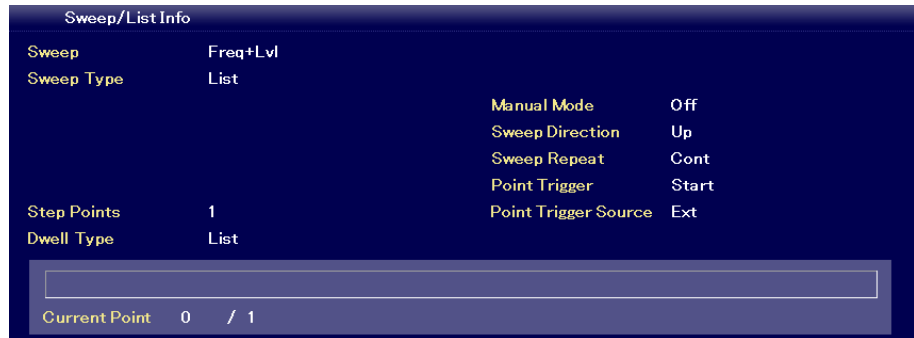 Sweep/List Info
Sweep Freq+Lvl
Sweep Type List
Manual Mode Off
Sweep Direction Up
Sweep Repeat Cont
Point Trigger Start
Step Points 1 Point Trigger Source Ext
Dwell Type List
Current Point 0 / 1